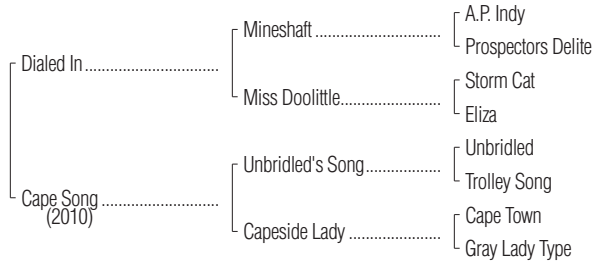 A.P. Indy
Mineshaft
Prospectors Delite
Dialed In
Storm Cat
Miss Doolittle
Eliza
Unbridled
Unbridled's Song
Trolley Song
Cape Song
(2010)
Cape Town
Capeside Lady
Gray Lady Type